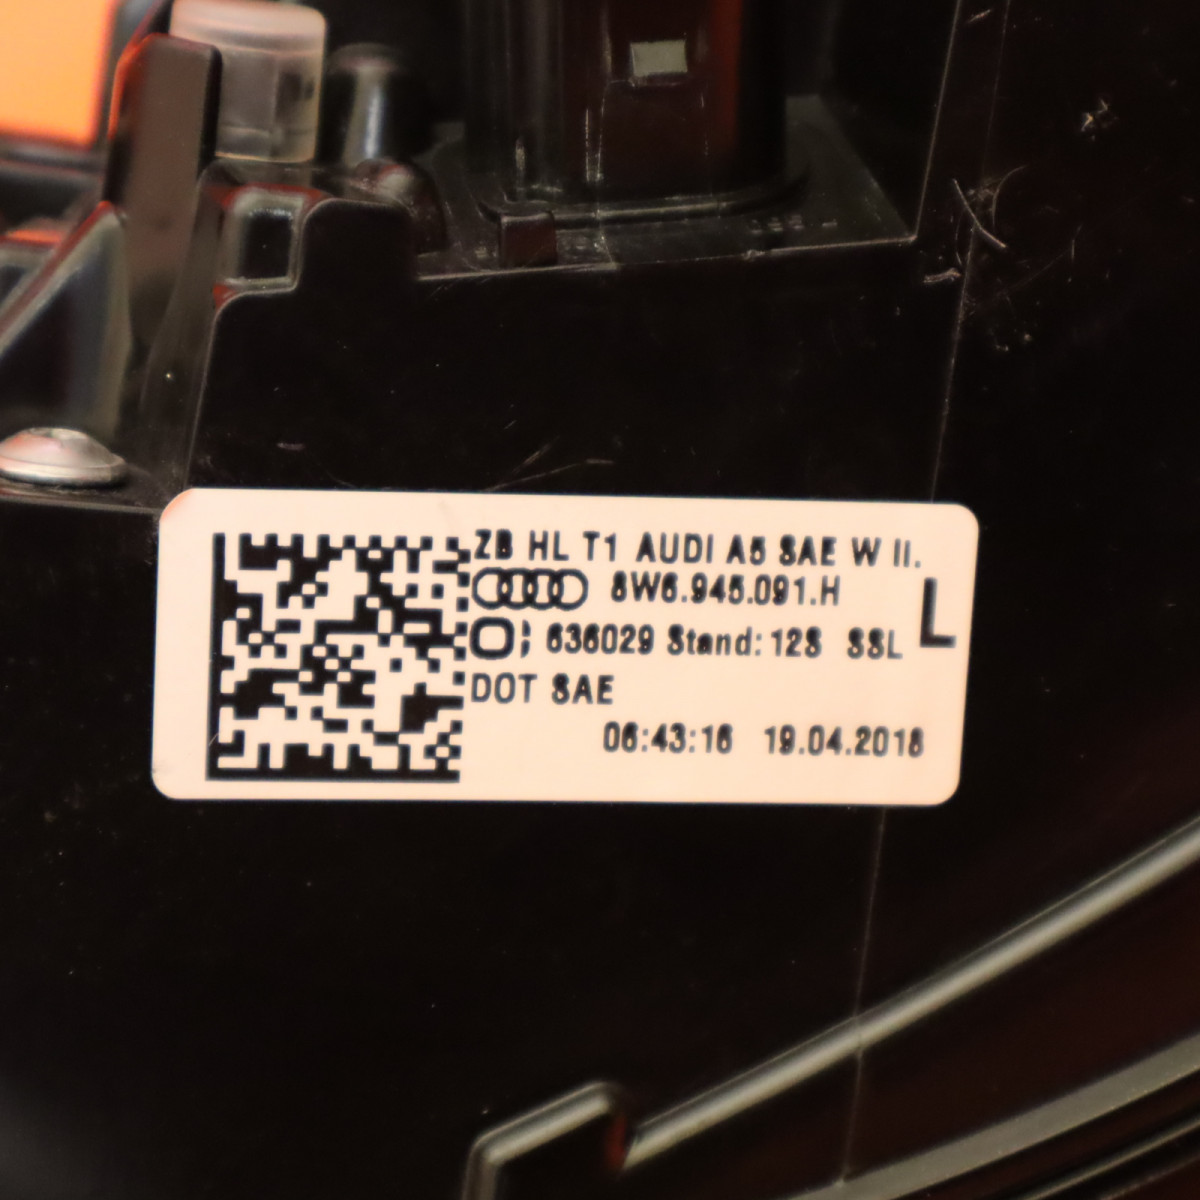 ZB HL T1 AUDI A5 SAE W II.
8W6.945.091.H
L
636029 Stand: 12S SSL
DOT SAE
06:43:16 19.04.2018